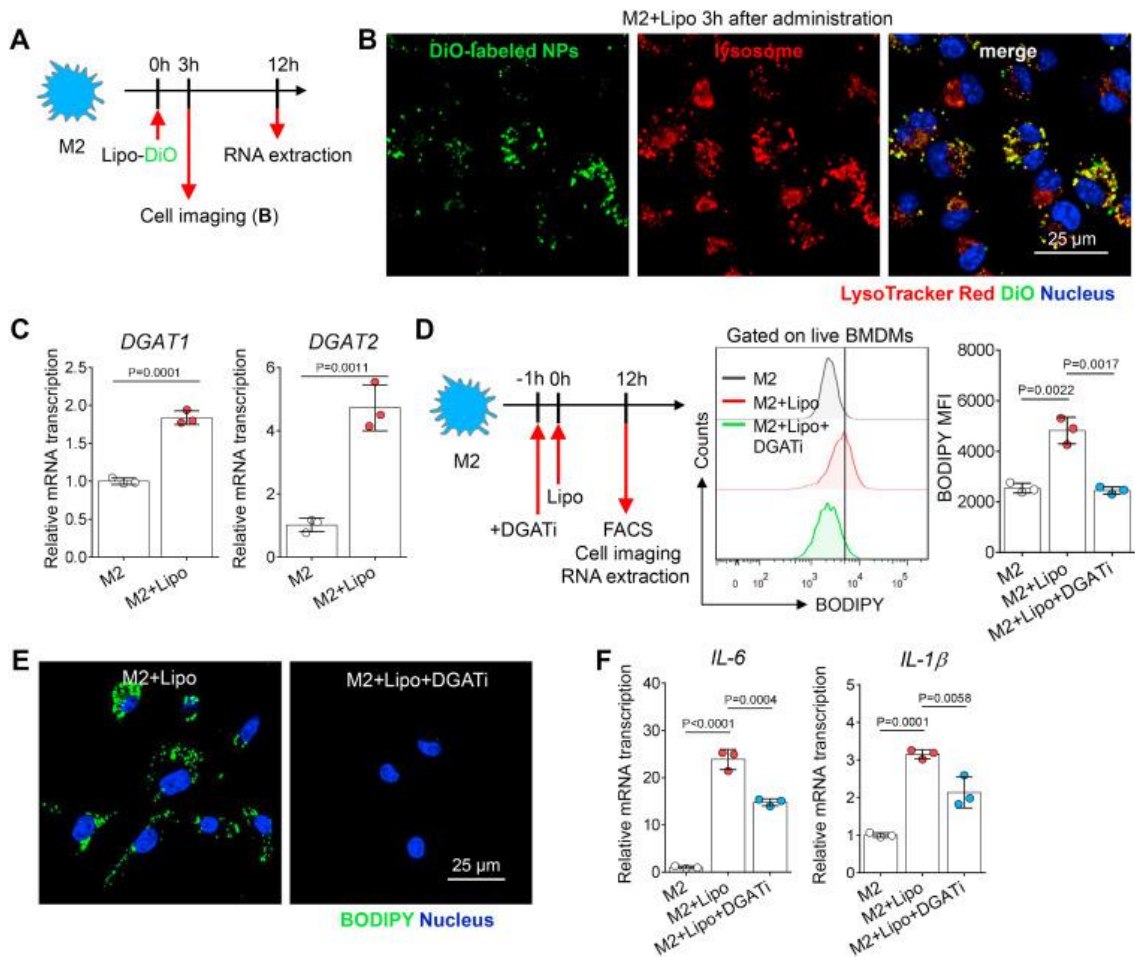 A
0h
3h
12h
M2
Lipo-DiO
RNA extraction
Cell imaging (B)
M2+Lipo 3h after administration
B
DiO-labeled NPs
lysosome
merge
25 μm
LysoTracker Red DiO Nucleus
C
DGAT1
Relative mRNA transcription
2.5
2.0
1.5
1.0
0.5
0.0
P=0.0001
M2
M2+Lipo
DGAT2
Relative mRNA transcription
6
4
2
0
P=0.0011
M2
M2+Lipo
D
-1h
0h
12h
M2
Lipo
+DGATi
FACS
Cell imaging
RNA extraction
Gated on live BMDMs
M2
M2+Lipo
M2+Lipo+
DGATi
Counts
0 10² 10³ 10⁴ 10⁵
BODIPY
BODIPY MFI
8000
6000
4000
2000
0
P=0.0017
P=0.0022
M2
M2+Lipo
M2+Lipo+DGATi
E
M2+Lipo
M2+Lipo+DGATi
25 μm
BODIPY Nucleus
F
IL-6
Relative mRNA transcription
40
30
20
10
0
P=0.0004
P<0.0001
M2
M2+Lipo
M2+Lipo+DGATi
IL-1β
Relative mRNA transcription
5
4
3
2
1
0
P=0.0058
P=0.0001
M2
M2+Lipo
M2+Lipo+DGATi